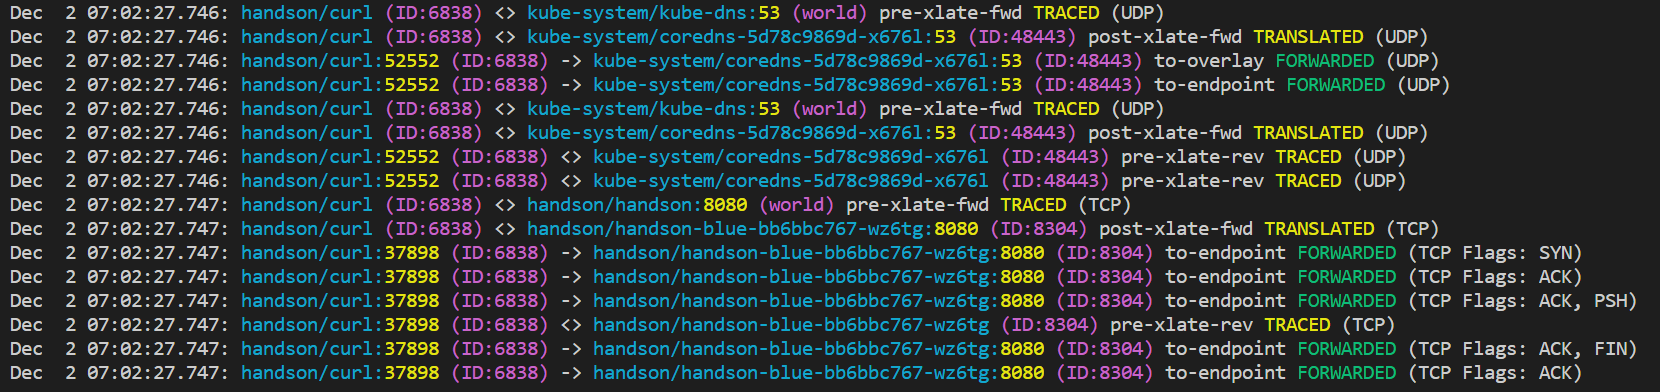 Dec  2 07:02:27.746: handson/curl (ID:6838) <> kube-system/kube-dns:53 (world) pre-xlate-fwd TRACED (UDP)
Dec  2 07:02:27.746: handson/curl (ID:6838) <> kube-system/coredns-5d78c9869d-x676l:53 (ID:48443) post-xlate-fwd TRANSLATED (UDP)
Dec  2 07:02:27.746: handson/curl:52552 (ID:6838) -> kube-system/coredns-5d78c9869d-x676l:53 (ID:48443) to-overlay FORWARDED (UDP)
Dec  2 07:02:27.746: handson/curl:52552 (ID:6838) -> kube-system/coredns-5d78c9869d-x676l:53 (ID:48443) to-endpoint FORWARDED (UDP)
Dec  2 07:02:27.746: handson/curl (ID:6838) <> kube-system/kube-dns:53 (world) pre-xlate-fwd TRACED (UDP)
Dec  2 07:02:27.746: handson/curl (ID:6838) <> kube-system/coredns-5d78c9869d-x676l:53 (ID:48443) post-xlate-fwd TRANSLATED (UDP)
Dec  2 07:02:27.746: handson/curl:52552 (ID:6838) <> kube-system/coredns-5d78c9869d-x676l (ID:48443) pre-xlate-rev TRACED (UDP)
Dec  2 07:02:27.746: handson/curl:52552 (ID:6838) <> kube-system/coredns-5d78c9869d-x676l (ID:48443) pre-xlate-rev TRACED (UDP)
Dec  2 07:02:27.746: handson/curl (ID:6838) <> handson/handson:8080 (world) pre-xlate-fwd TRACED (TCP)
Dec  2 07:02:27.746: handson/curl (ID:6838) <> handson/handson-blue-bb6bbc767-wz6tg:8080 (ID:8304) post-xlate-fwd TRANSLATED (TCP)
Dec  2 07:02:27.747: handson/curl:37898 (ID:6838) -> handson/handson-blue-bb6bbc767-wz6tg:8080 (ID:8304) to-endpoint FORWARDED (TCP Flags: SYN)
Dec  2 07:02:27.747: handson/curl:37898 (ID:6838) -> handson/handson-blue-bb6bbc767-wz6tg:8080 (ID:8304) to-endpoint FORWARDED (TCP Flags: ACK)
Dec  2 07:02:27.747: handson/curl:37898 (ID:6838) -> handson/handson-blue-bb6bbc767-wz6tg:8080 (ID:8304) to-endpoint FORWARDED (TCP Flags: ACK, PSH)
Dec  2 07:02:27.747: handson/curl:37898 (ID:6838) <> handson/handson-blue-bb6bbc767-wz6tg (ID:8304) pre-xlate-rev TRACED (TCP)
Dec  2 07:02:27.747: handson/curl:37898 (ID:6838) -> handson/handson-blue-bb6bbc767-wz6tg:8080 (ID:8304) to-endpoint FORWARDED (TCP Flags: ACK, FIN)
Dec  2 07:02:27.747: handson/curl:37898 (ID:6838) -> handson/handson-blue-bb6bbc767-wz6tg:8080 (ID:8304) to-endpoint FORWARDED (TCP Flags: ACK)